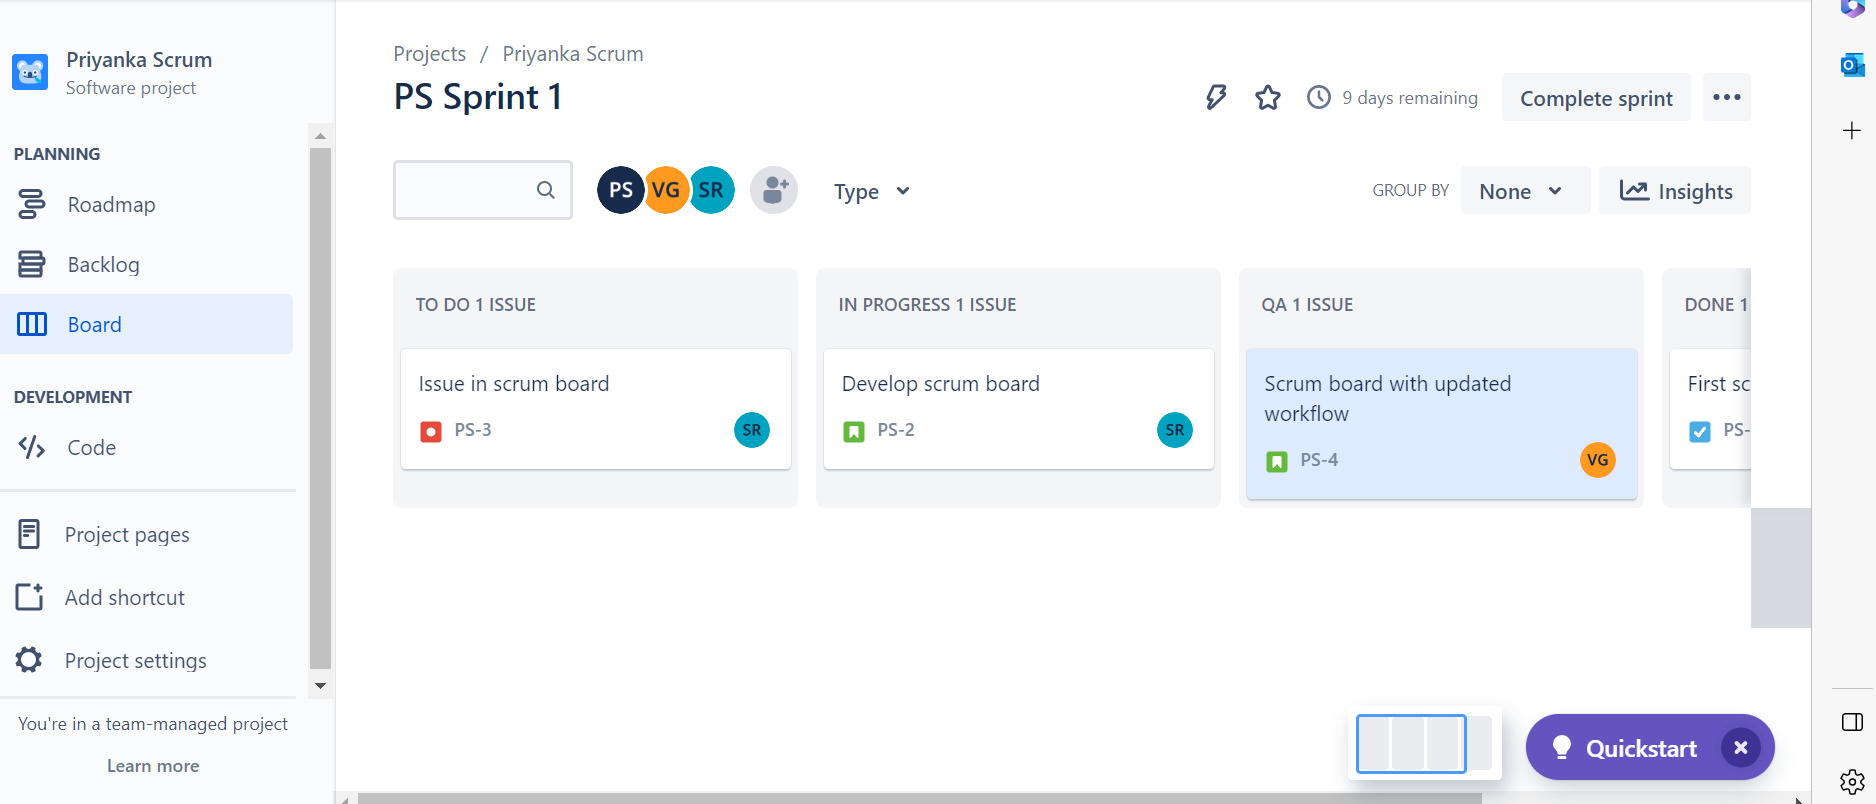 Priyanka Scrum
Software project
PLANNING
Roadmap
Backlog
Board
DEVELOPMENT
Code
Project pages
Add shortcut
Project settings
You're in a team-managed project
Learn more
Projects / Priyanka Scrum
PS Sprint 1
9 days remaining
Complete sprint
PS VG SR
Type
GROUP BY
None
Insights
TO DO 1 ISSUE
Issue in scrum board
PS-3
SR
IN PROGRESS 1 ISSUE
Develop scrum board
PS-2
SR
QA 1 ISSUE
Scrum board with updated
workflow
PS-4
VG
DONE 1
First sc
PS-
Quickstart